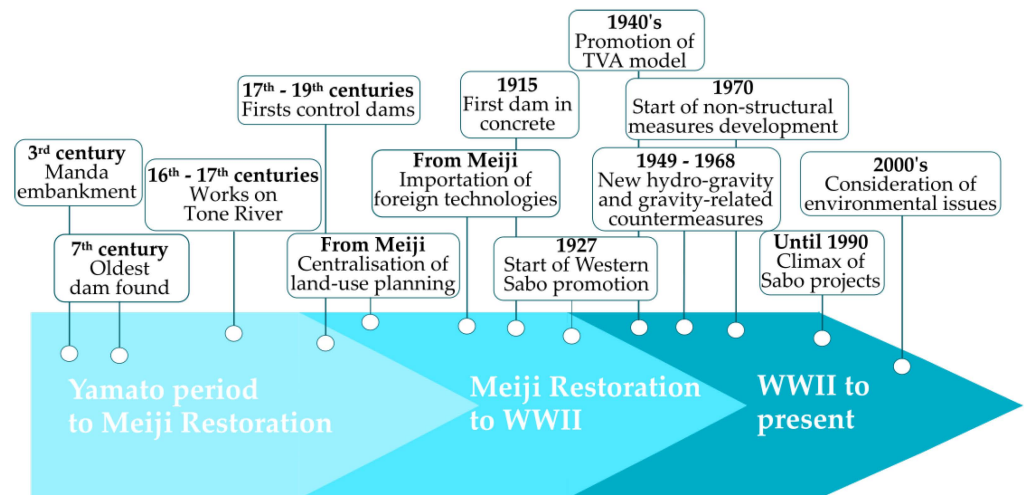 3rd century
Manda
embankment
7th century
Oldest
dam found
16th - 17th centuries
Works on
Tone River
17th - 19th centuries
Firsts control dams
From Meiji
Centralisation of
land-use planning
From Meiji
Importation of
foreign technologies
1915
First dam in
concrete
1927
Start of Western
Sabo promotion
1940's
Promotion of
TVA model
1949 - 1968
New hydro-gravity
and gravity-related
countermeasures
1970
Start of non-structural
measures development
Until 1990
Climax of
Sabo projects
2000's
Consideration of
environmental issues
Yamato period
to Meiji Restoration
Meiji Restoration
to WWII
WWII to
present